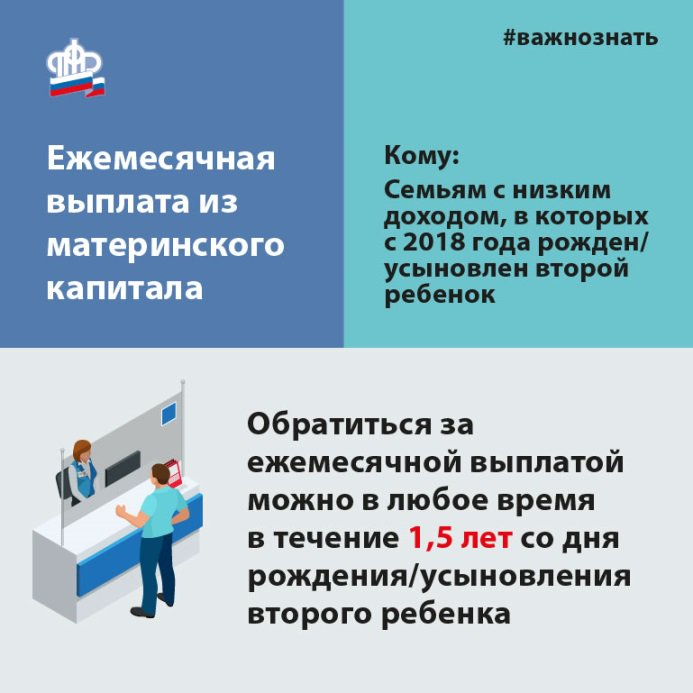 #важнознать
Ежемесячная
выплата из
материнского
капитала
Кому:
Семьям с низким
доходом, в которых
с 2018 года рожден/
усыновлен второй
ребенок
Обратиться за
ежемесячной выплатой
можно в любое время
в течение 1,5 лет со дня
рождения/усыновления
второго ребенка